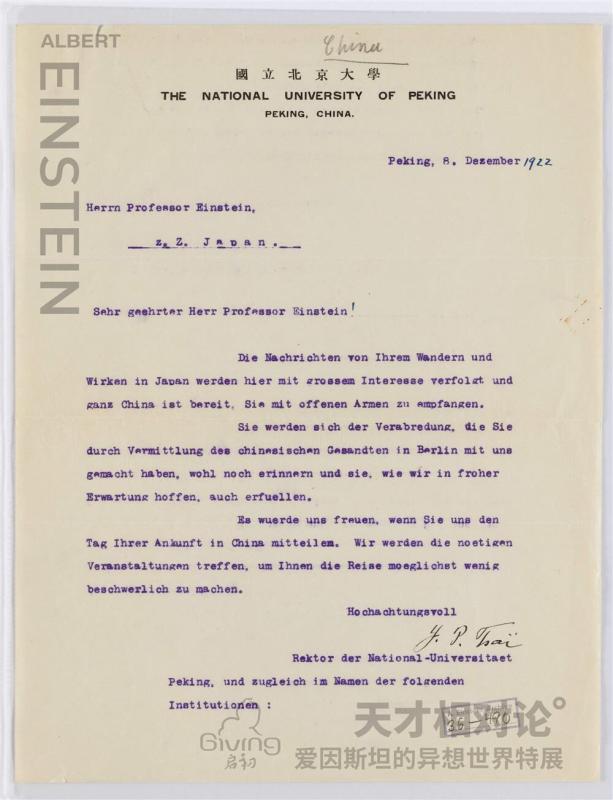 ALBERT
EINSTEIN
China
國立北京大學
THE NATIONAL UNIVERSITY OF PEKING
PEKING, CHINA.
Peking, 8. Dezember 1922
Herrn Professor Einstein,
z. Z. Japan.
Sehr geehrter Herr Professor Einstein!
Die Nachrichten von Ihrem Wandern und
Wirken in Japan werden hier mit grossem Interesse verfolgt und
ganz China ist bereit, Sie mit offenen Armen zu empfangen.
Sie werden sich der Verabredung, die Sie
durch Vermittlung des chinesischen Gesandten in Berlin mit uns
gemacht haben, wohl noch erinnern und sie, wie wir in froher
Erwartung hoffen, auch erfuellen.
Es wuerde uns freuen, wenn Sie uns den
Tag Ihrer Ankunft in China mitteilem. Wir werden die noetigen
Veranstaltungen treffen, um Ihnen die Reise moeglichst wenig
beschwerlich zu machen.
Hochachtungsvoll
Y. P. Tsaï
Rektor der National-Universitaet
Peking, und zugleich im Namen der folgenden
Institutionen :
36-490
天才相对论
Giving
启初
爱因斯坦的异想世界特展